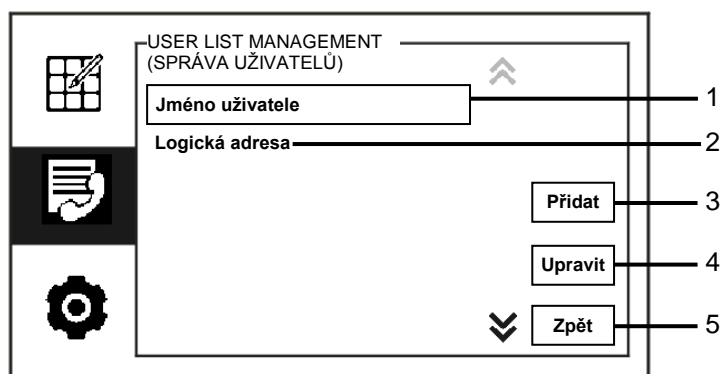 USER LIST MANAGEMENT
(SPRÁVA UŽIVATELŮ)
Jméno uživatele
1
Logická adresa
2
Přidat
3
Upravit
4
Zpět
5